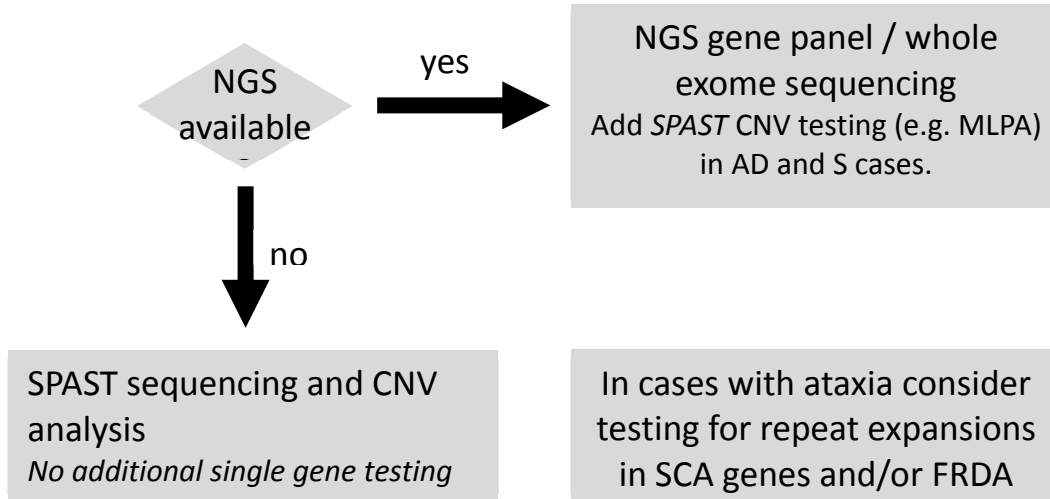 NGS
available
yes
NGS gene panel / whole
exome sequencing
Add SPAST CNV testing (e.g. MLPA)
in AD and S cases.
no
SPAST sequencing and CNV
analysis
No additional single gene testing
In cases with ataxia consider
testing for repeat expansions
in SCA genes and/or FRDA